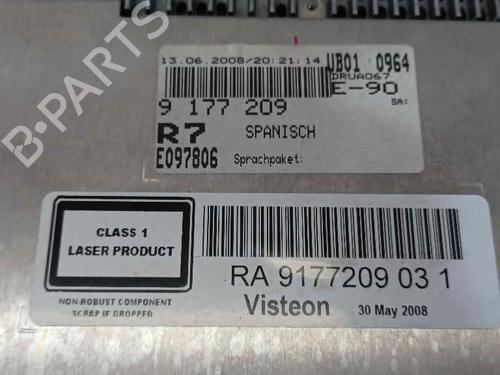 13.06.2008/20:21:14
UB01 0964
DRUA067
9 177 209
E-90
SA:
R7 SPANISCH
E097806 Sprachpaket:
CLASS 1
LASER PRODUCT
NON-ROBUST COMPONENT
SCRAP IF DROPPED
RA 9177209 03 1
Visteon 30 May 2008
B-PARTS